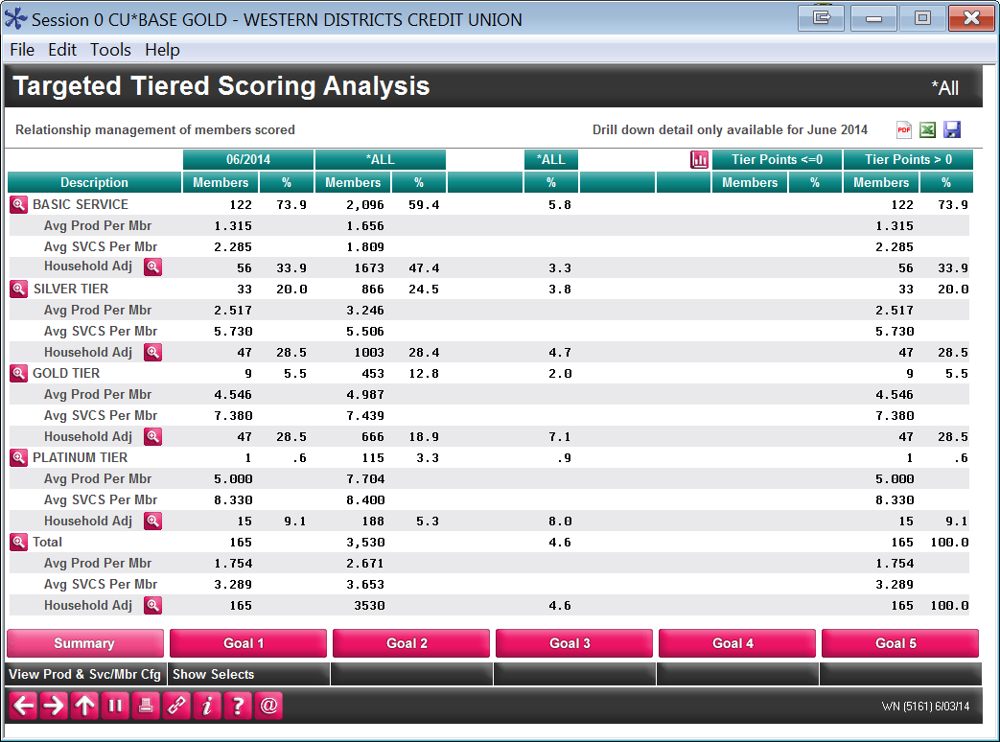 Session 0 CU*BASE GOLD - WESTERN DISTRICTS CREDIT UNION
File Edit Tools Help
Targeted Tiered Scoring Analysis *All
Relationship management of members scored Drill down detail only available for June 2014 PDF
06/2014 *ALL *ALL Tier Points <=0 Tier Points > 0
Description Members % Members % % Members % Members %
BASIC SERVICE 122 73.9 2,096 59.4 5.8 122 73.9
Avg Prod Per Mbr 1.315 1.656 1.315
Avg SVCS Per Mbr 2.285 1.809 2.285
Household Adj 56 33.9 1673 47.4 3.3 56 33.9
SILVER TIER 33 20.0 866 24.5 3.8 33 20.0
Avg Prod Per Mbr 2.517 3.246 2.517
Avg SVCS Per Mbr 5.730 5.506 5.730
Household Adj 47 28.5 1003 28.4 4.7 47 28.5
GOLD TIER 9 5.5 453 12.8 2.0 9 5.5
Avg Prod Per Mbr 4.546 4.987 4.546
Avg SVCS Per Mbr 7.380 7.439 7.380
Household Adj 47 28.5 666 18.9 7.1 47 28.5
PLATINUM TIER 1 .6 115 3.3 .9 1 .6
Avg Prod Per Mbr 5.000 7.704 5.000
Avg SVCS Per Mbr 8.330 8.400 8.330
Household Adj 15 9.1 188 5.3 8.0 15 9.1
Total 165 3,530 4.6 165 100.0
Avg Prod Per Mbr 1.754 2.671 1.754
Avg SVCS Per Mbr 3.289 3.653 3.289
Household Adj 165 3530 4.6 165 100.0
Summary Goal 1 Goal 2 Goal 3 Goal 4 Goal 5
View Prod & Svc/Mbr Cfg Show Selects
i ? @ WN (5161) 6/03/14